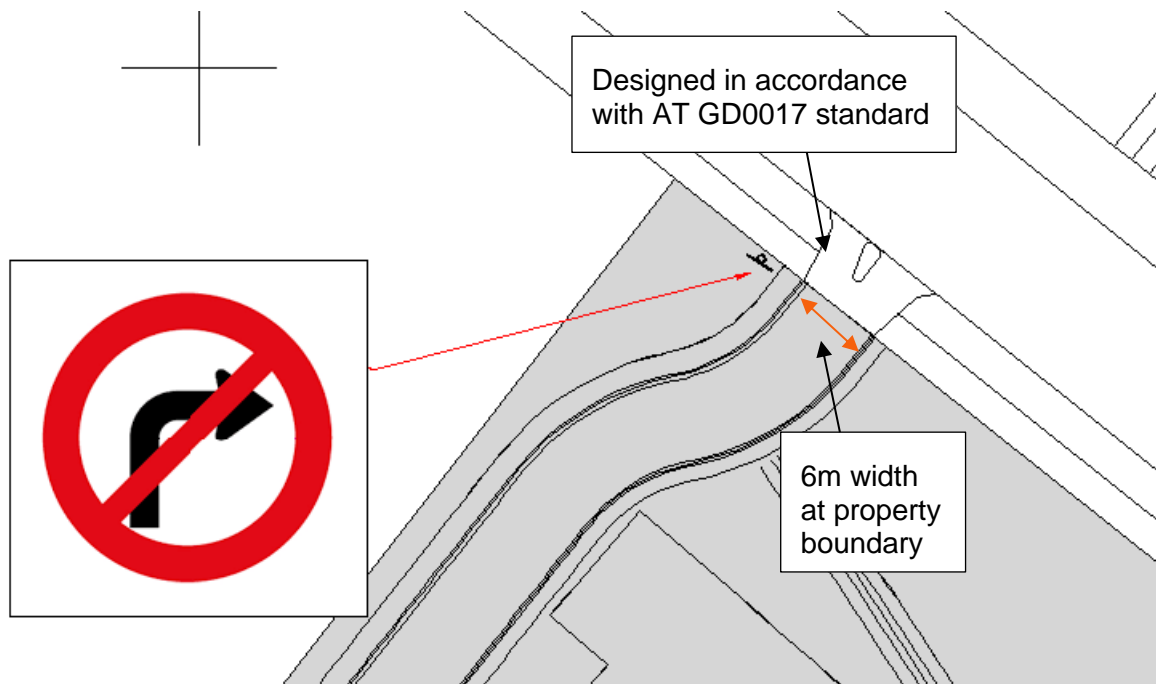 Designed in accordance
with AT GD0017 standard
6m width
at property
boundary